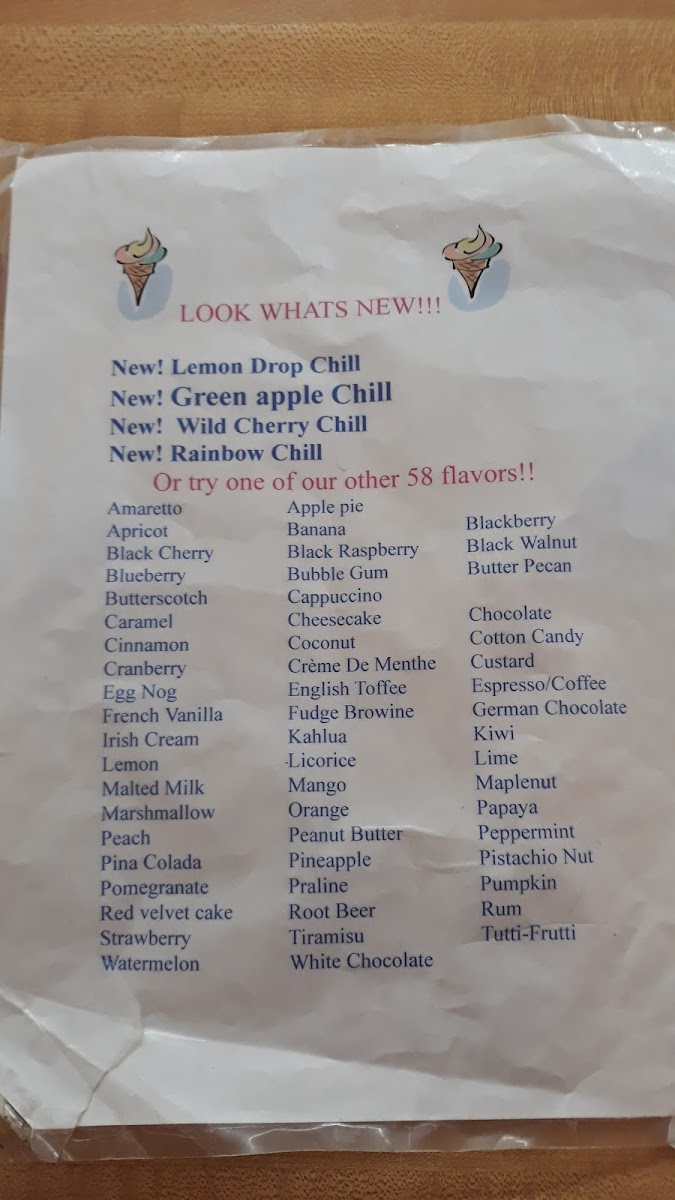 LOOK WHATS NEW!!!
New! Lemon Drop Chill
New! Green apple Chill
New! Wild Cherry Chill
New! Rainbow Chill
Or try one of our other 58 flavors!!
Amaretto
Apricot
Black Cherry
Blueberry
Butterscotch
Caramel
Cinnamon
Cranberry
Egg Nog
French Vanilla
Irish Cream
Lemon
Malted Milk
Marshmallow
Peach
Pina Colada
Pomegranate
Red velvet cake
Strawberry
Watermelon
Apple pie
Banana
Black Raspberry
Bubble Gum
Cappuccino
Cheesecake
Coconut
Crème De Menthe
English Toffee
Fudge Browine
Kahlua
Licorice
Mango
Orange
Peanut Butter
Pineapple
Praline
Root Beer
Tiramisu
White Chocolate
Blackberry
Black Walnut
Butter Pecan
Chocolate
Cotton Candy
Custard
Espresso/Coffee
German Chocolate
Kiwi
Lime
Maplenut
Papaya
Peppermint
Pistachio Nut
Pumpkin
Rum
Tutti-Frutti